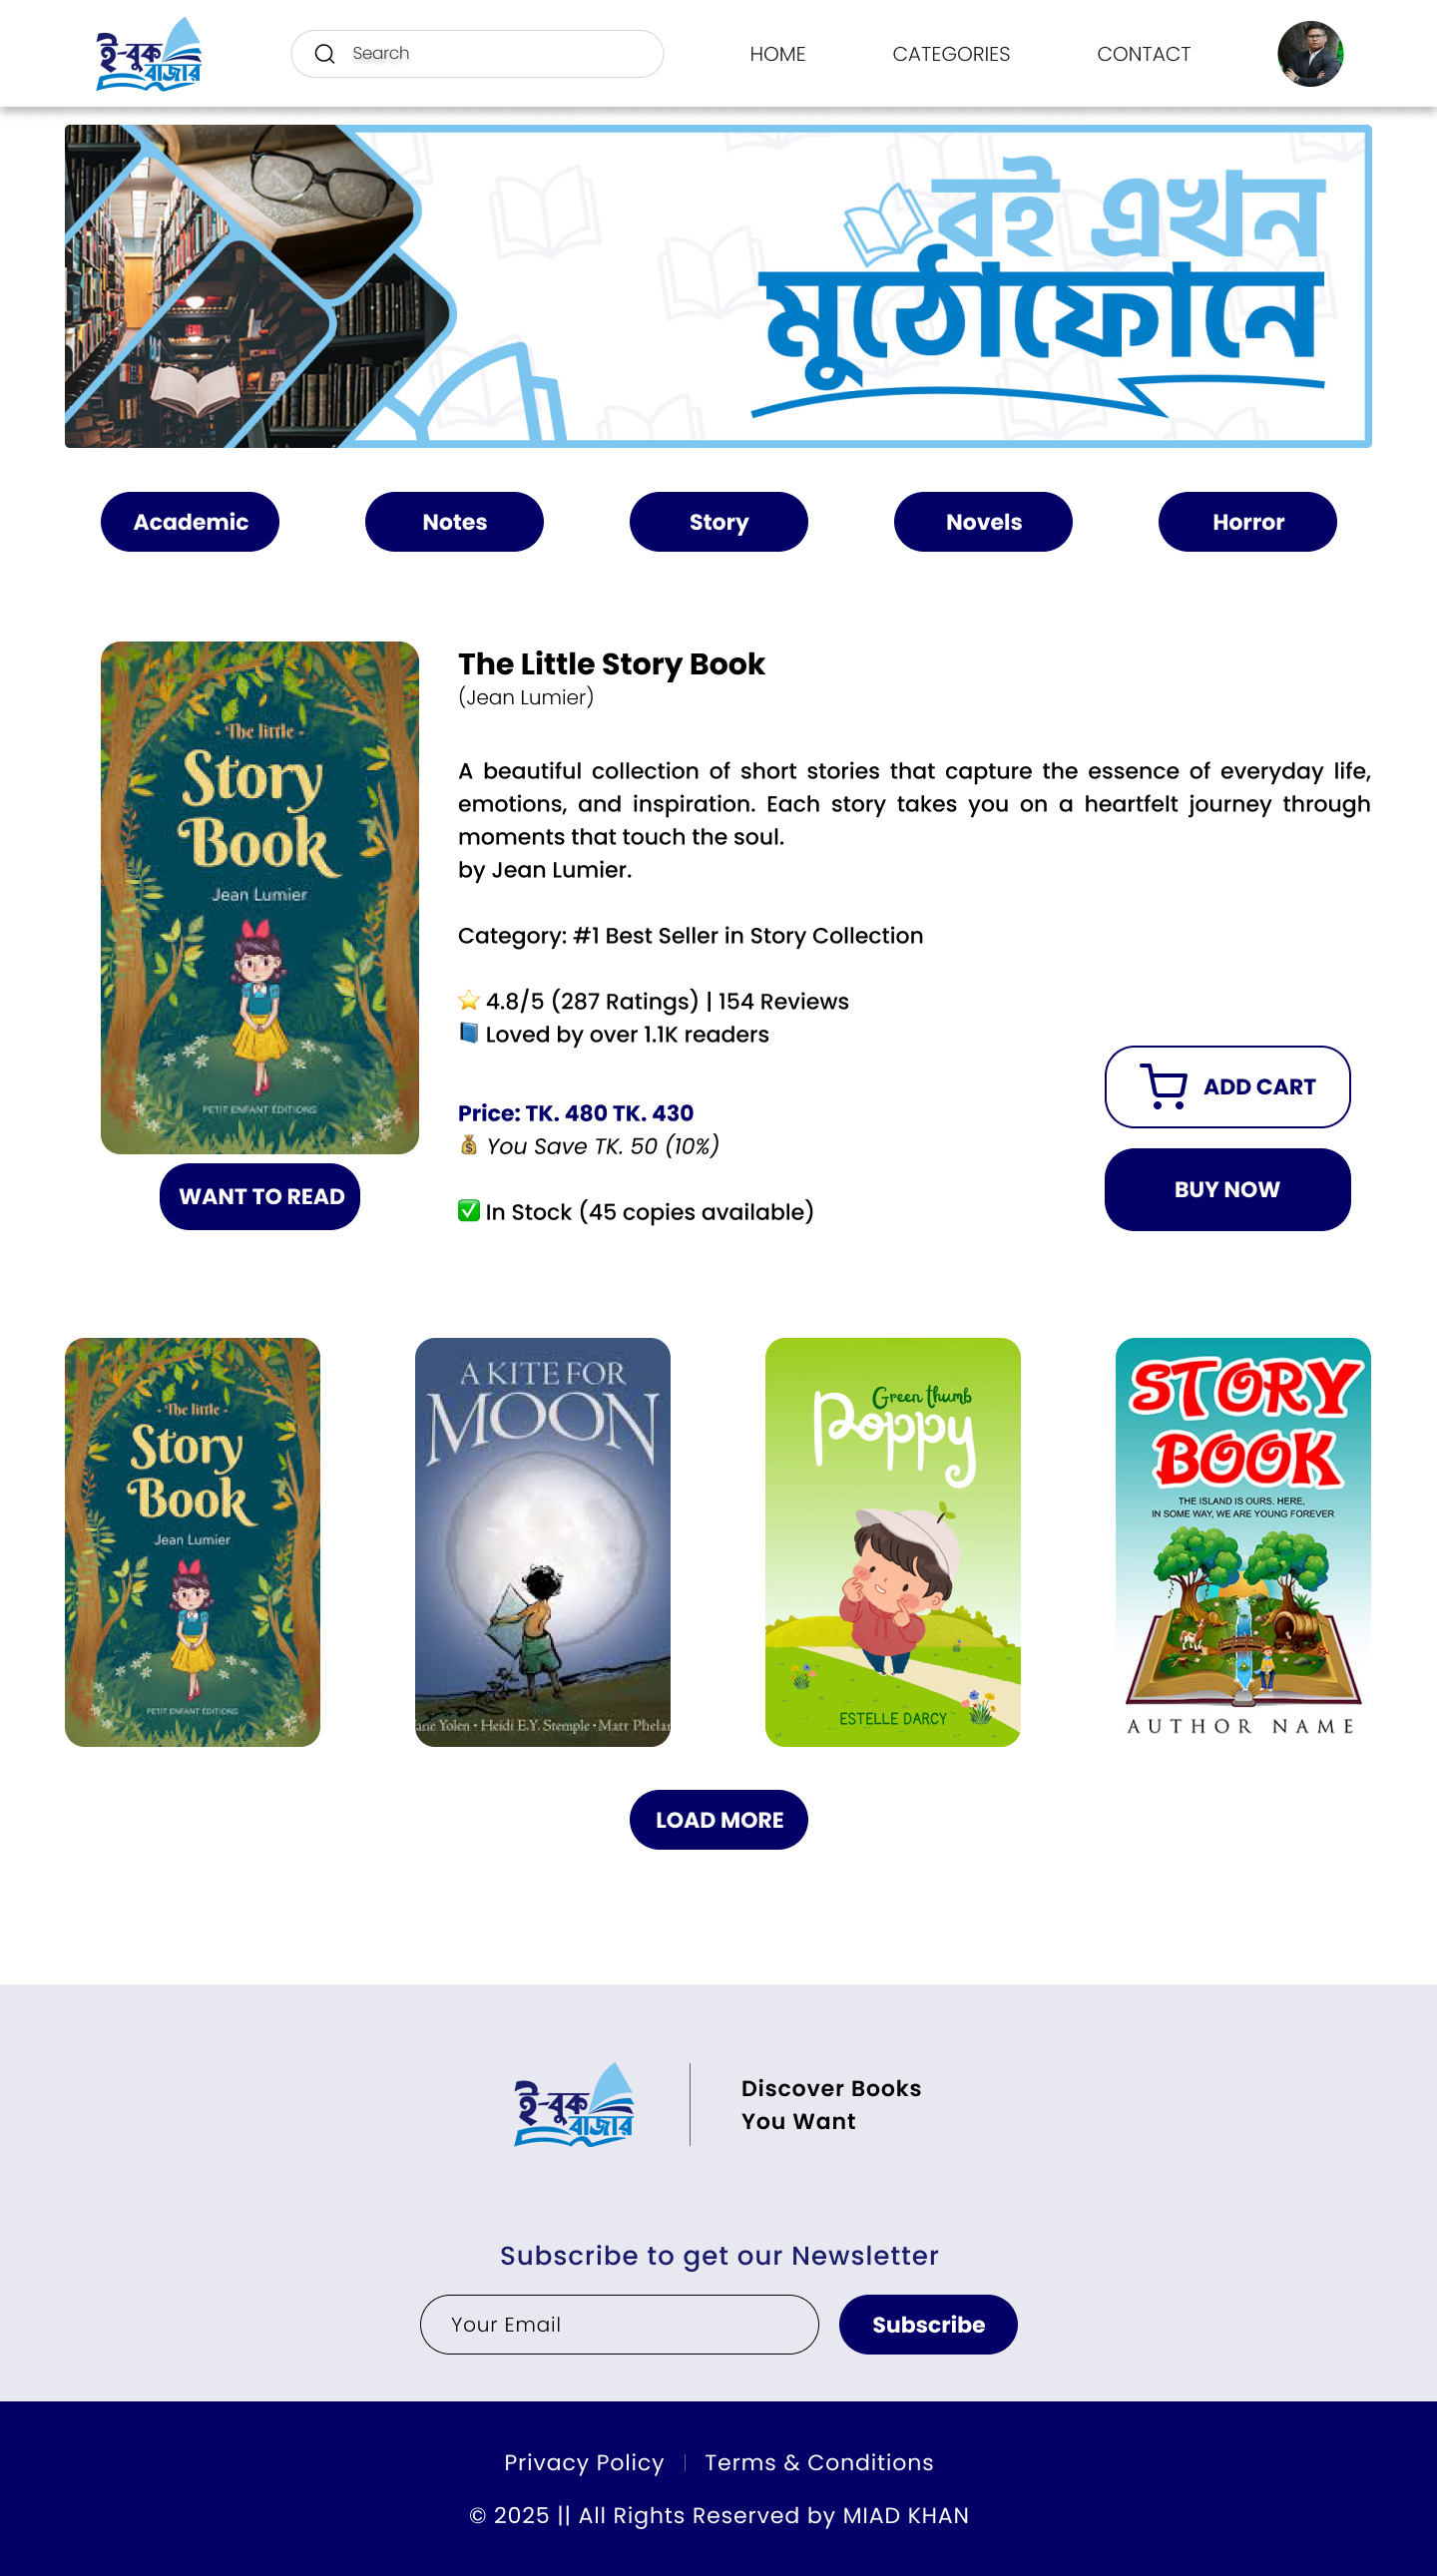 ই-বুক
বাজার
Search
HOME
CATEGORIES
CONTACT
বই এখন
মুঠোফোনে
Academic
Notes
Story
Novels
Horror
- The little -
Story
Book
Jean Lumier
PETIT ENFANT ÉDITIONS
WANT TO READ
The Little Story Book
(Jean Lumier)
A beautiful collection of short stories that capture the essence of everyday life,
emotions, and inspiration. Each story takes you on a heartfelt journey through
moments that touch the soul.
by Jean Lumier.
Category: #1 Best Seller in Story Collection
⭐ 4.8/5 (287 Ratings) | 154 Reviews
📘 Loved by over 1.1K readers
Price: TK. 480 TK. 430
💰 You Save TK. 50 (10%)
✅ In Stock (45 copies available)
ADD CART
BUY NOW
- The little -
Story
Book
Jean Lumier
PETIT ENFANT ÉDITIONS
A KITE FOR
MOON
Jane Yolen • Heidi E.Y. Stemple • Matt Phelan
Green thumb
Poppy
ESTELLE DARCY
STORY
BOOK
THE ISLAND IS OURS. HERE,
IN SOME WAY, WE ARE YOUNG FOREVER
AUTHOR NAME
LOAD MORE
ই-বুক
বাজার
Discover Books
You Want
Subscribe to get our Newsletter
Your Email
Subscribe
Privacy Policy | Terms & Conditions
© 2025 || All Rights Reserved by MIAD KHAN